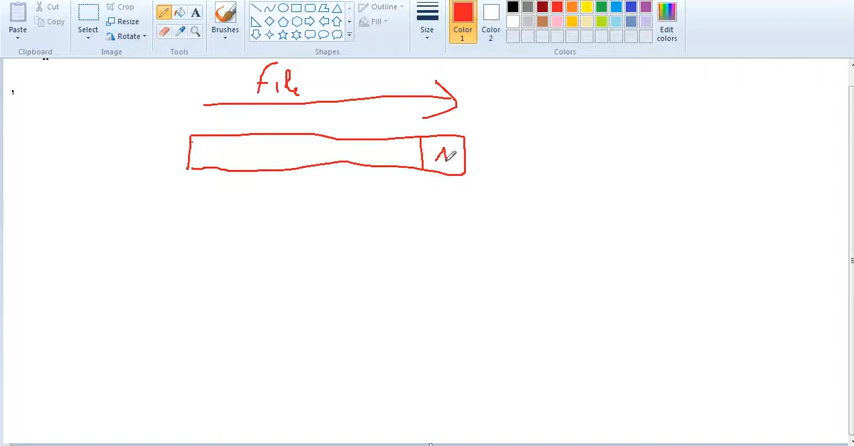 Paste
Cut
Copy
Clipboard
Select
Crop
Resize
Rotate
Image
A
Tools
Brushes
Outline
Fill
Shapes
Size
Color
1
Color
2
Edit
colors
Colors
File
N